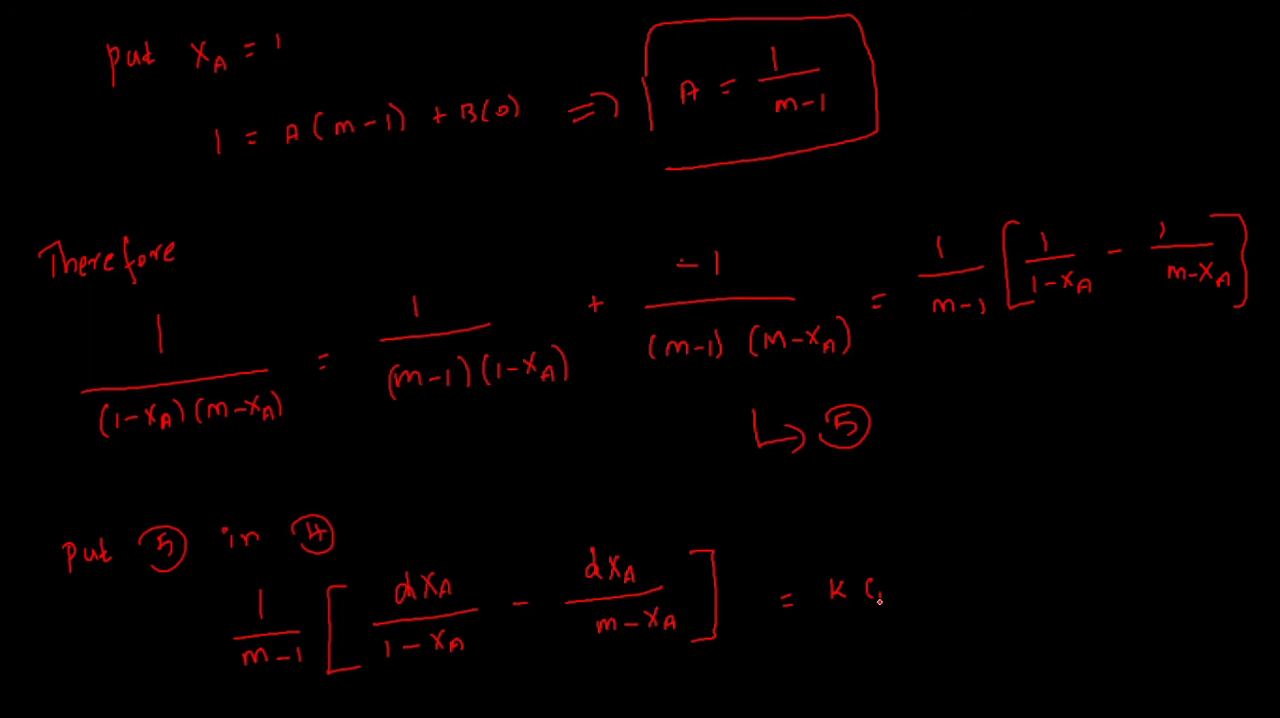 Put X_A = 1
1 = A(m-1) + B(0) ⇒ A = 1/(m-1)
Therefore
1/((1-X_A)(m-X_A)) = 1/((m-1)(1-X_A)) + -1/((m-1)(M-X_A)) = 1/(m-1) [1/(1-X_A) - 1/(m-X_A)]
↳ ⑤
Put ⑤ in ④
1/(m-1) [dX_A/(1-X_A) - dX_A/(m-X_A)] = K C